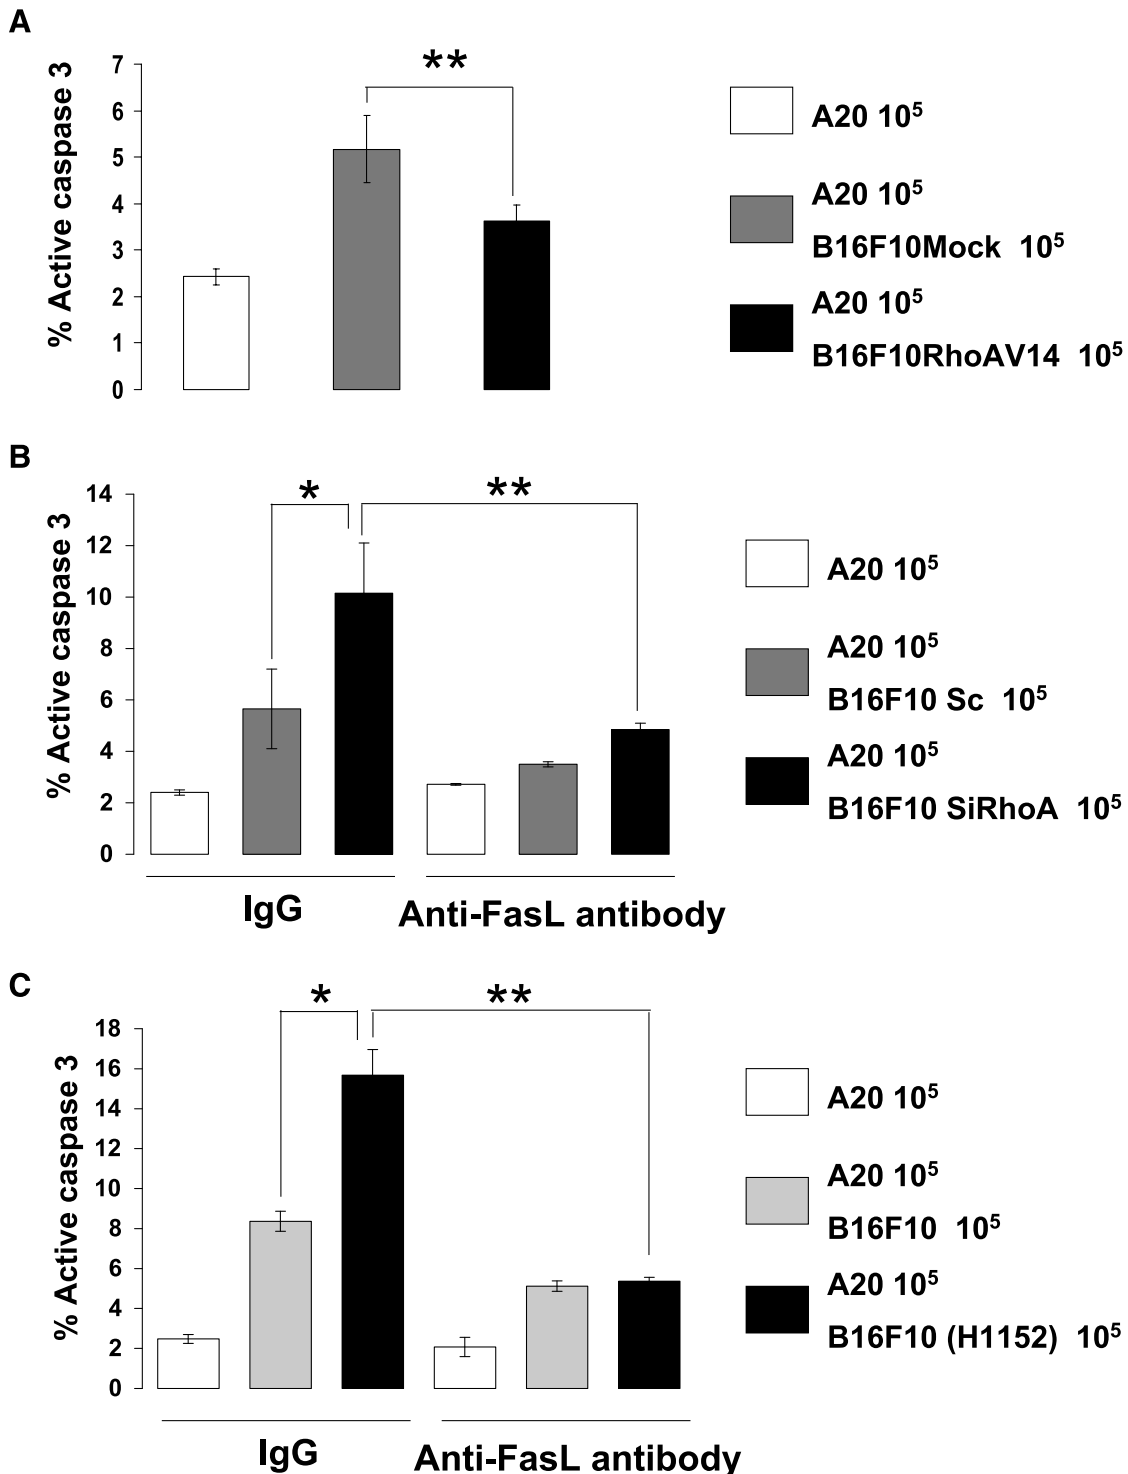 A
% Active caspase 3
7
6
5
4
3
2
1
0
**
A20 10⁵
A20 10⁵
B16F10Mock 10⁵
A20 10⁵
B16F10RhoAV14 10⁵
B
% Active caspase 3
14
12
10
8
6
4
2
0
*
**
IgG
Anti-FasL antibody
A20 10⁵
A20 10⁵
B16F10 Sc 10⁵
A20 10⁵
B16F10 SiRhoA 10⁵
C
% Active caspase 3
18
16
14
12
10
8
6
4
2
0
*
**
IgG
Anti-FasL antibody
A20 10⁵
A20 10⁵
B16F10 10⁵
A20 10⁵
B16F10 (H1152) 10⁵